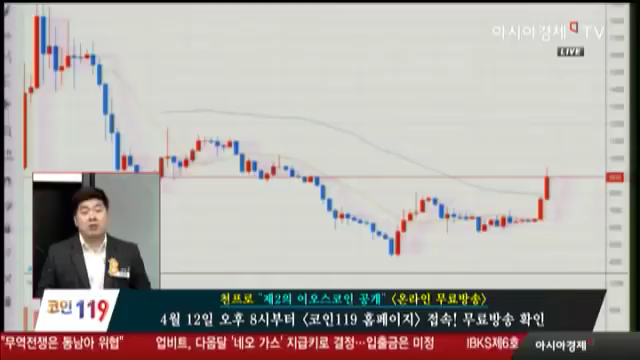 아시아경제 TV
LIVE
코인 119
천프로 "제2의 이오스코인 공개" <온라인 무료방송>
4월 12일 오후 8시부터 <코인119 홈페이지> 접속! 무료방송 확인
"무역전쟁은 동남아 위협" 업비트, 다음달 '네오 가스' 지급키로 결정…입출금은 미정 IBKS제6호
아시아경제